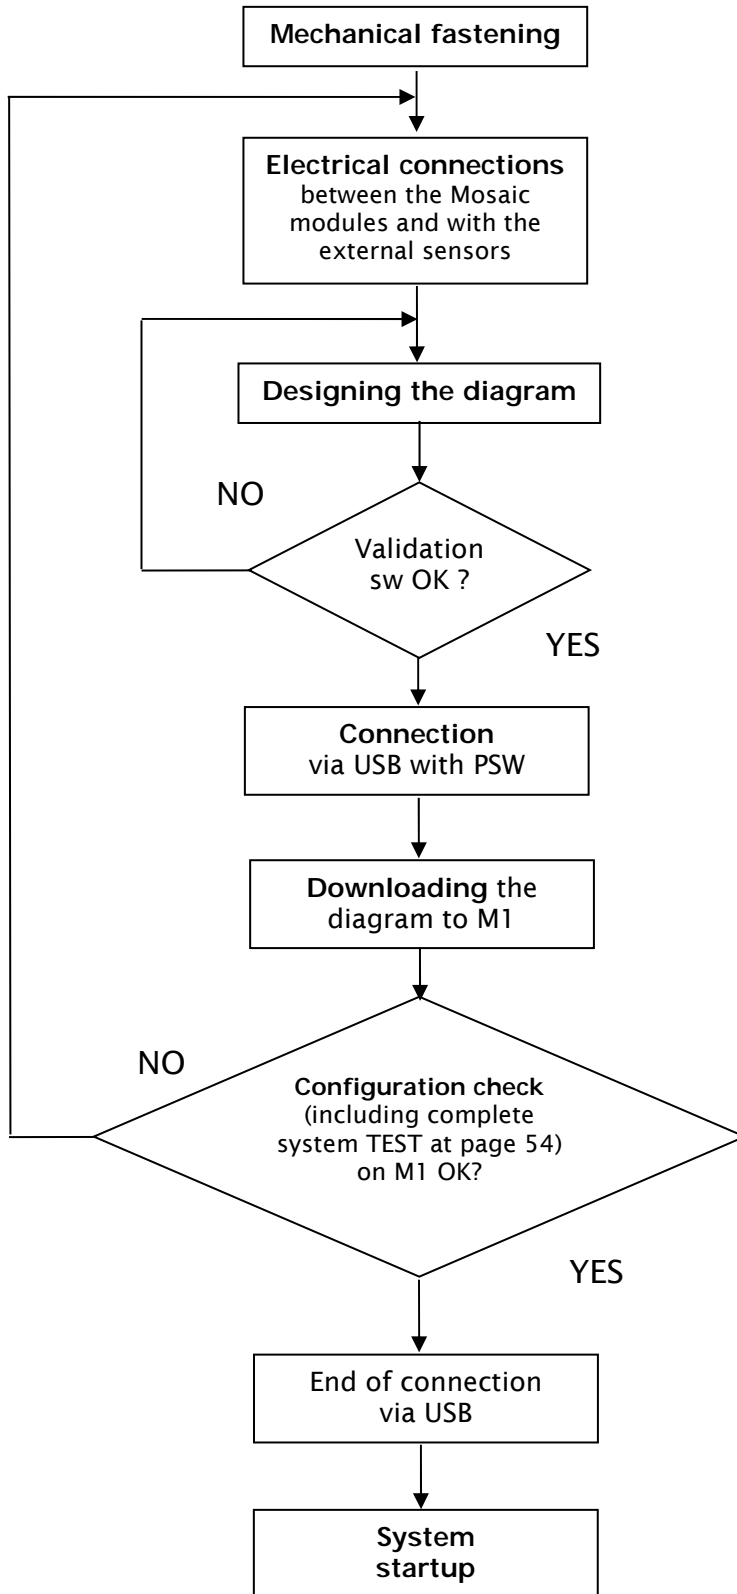 Mechanical fastening
Electrical connections
between the Mosaic
modules and with the
external sensors
Designing the diagram
NO
Validation
sw OK ?
YES
Connection
via USB with PSW
Downloading the
diagram to M1
NO
Configuration check
(including complete
system TEST at page 54)
on M1 OK?
YES
End of connection
via USB
System
startup